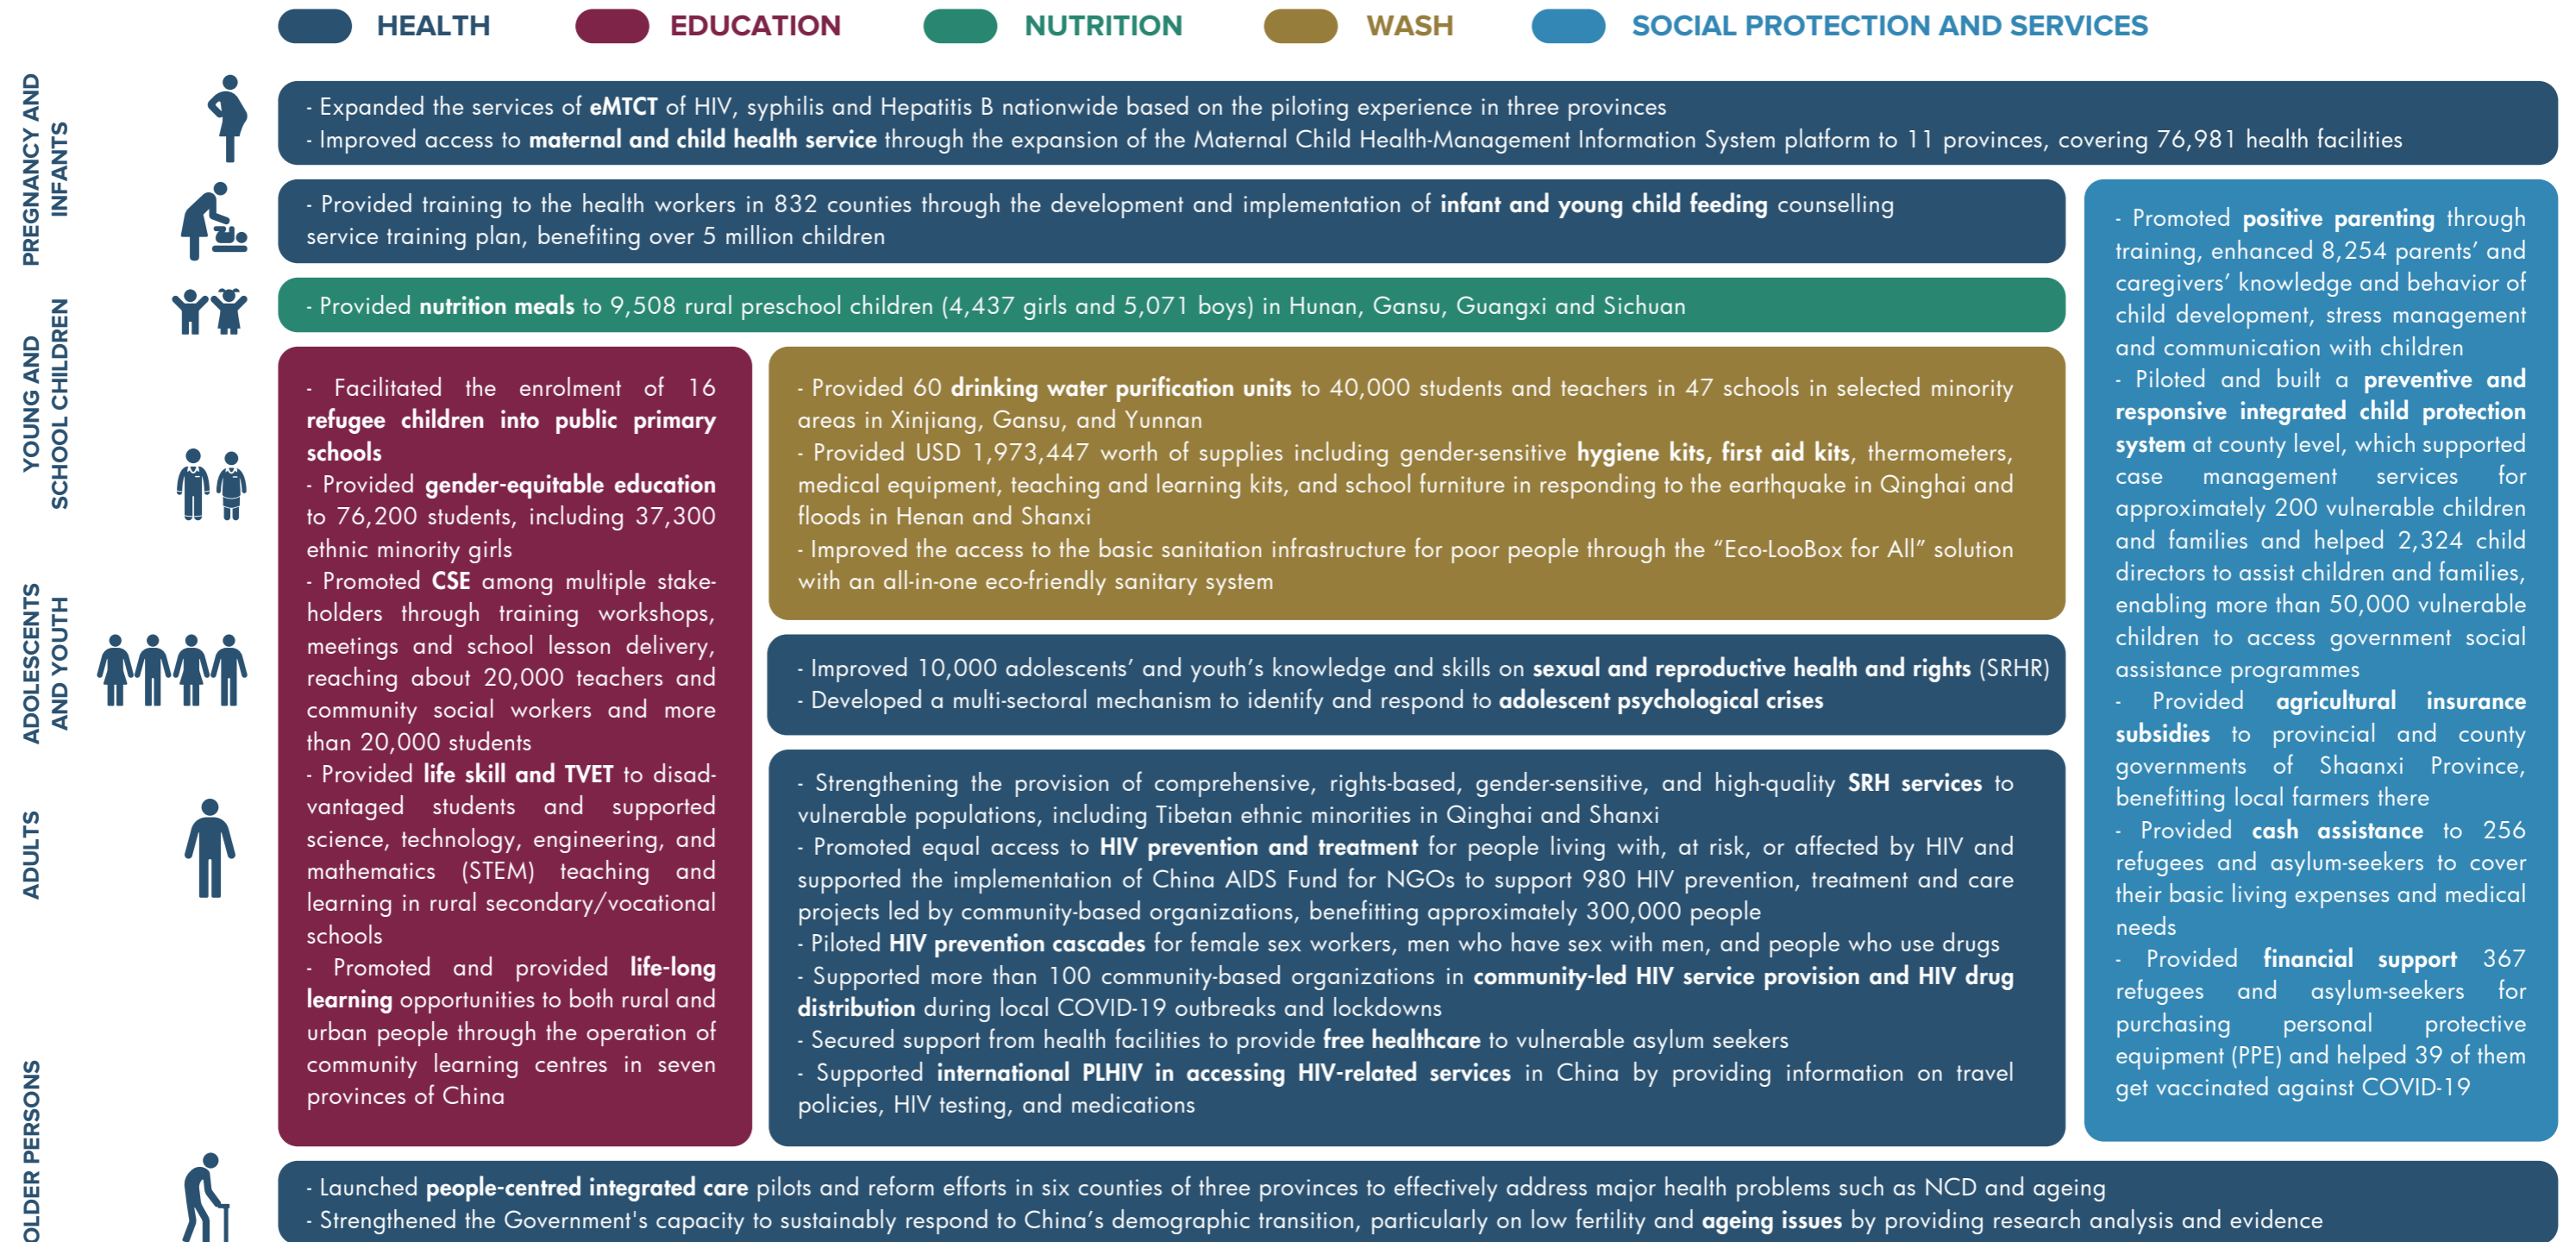 HEALTH
EDUCATION
NUTRITION
WASH
SOCIAL PROTECTION AND SERVICES
PREGNANCY AND
INFANTS
- Expanded the services of eMTCT of HIV, syphilis and Hepatitis B nationwide based on the piloting experience in three provinces
- Improved access to maternal and child health service through the expansion of the Maternal Child Health-Management Information System platform to 11 provinces, covering 76,981 health facilities
- Provided training to the health workers in 832 counties through the development and implementation of infant and young child feeding counselling
service training plan, benefiting over 5 million children
YOUNG AND
SCHOOL CHILDREN
- Provided nutrition meals to 9,508 rural preschool children (4,437 girls and 5,071 boys) in Hunan, Gansu, Guangxi and Sichuan
- Facilitated the enrolment of 16
refugee children into public primary
schools
- Provided gender-equitable education
to 76,200 students, including 37,300
ethnic minority girls
- Promoted CSE among multiple stake-
holders through training workshops,
meetings and school lesson delivery,
reaching about 20,000 teachers and
community social workers and more
than 20,000 students
- Provided life skill and TVET to disad-
vantaged students and supported
science, technology, engineering, and
mathematics (STEM) teaching and
learning in rural secondary/vocational
schools
- Promoted and provided life-long
learning opportunities to both rural and
urban people through the operation of
community learning centres in seven
provinces of China
- Provided 60 drinking water purification units to 40,000 students and teachers in 47 schools in selected minority
areas in Xinjiang, Gansu, and Yunnan
- Provided USD 1,973,447 worth of supplies including gender-sensitive hygiene kits, first aid kits, thermometers,
medical equipment, teaching and learning kits, and school furniture in responding to the earthquake in Qinghai and
floods in Henan and Shanxi
- Improved the access to the basic sanitation infrastructure for poor people through the “Eco-LooBox for All” solution
with an all-in-one eco-friendly sanitary system
ADOLESCENTS
AND YOUTH
- Improved 10,000 adolescents’ and youth’s knowledge and skills on sexual and reproductive health and rights (SRHR)
- Developed a multi-sectoral mechanism to identify and respond to adolescent psychological crises
ADULTS
- Strengthening the provision of comprehensive, rights-based, gender-sensitive, and high-quality SRH services to
vulnerable populations, including Tibetan ethnic minorities in Qinghai and Shanxi
- Promoted equal access to HIV prevention and treatment for people living with, at risk, or affected by HIV and
supported the implementation of China AIDS Fund for NGOs to support 980 HIV prevention, treatment and care
projects led by community-based organizations, benefitting approximately 300,000 people
- Piloted HIV prevention cascades for female sex workers, men who have sex with men, and people who use drugs
- Supported more than 100 community-based organizations in community-led HIV service provision and HIV drug
distribution during local COVID-19 outbreaks and lockdowns
- Secured support from health facilities to provide free healthcare to vulnerable asylum seekers
- Supported international PLHIV in accessing HIV-related services in China by providing information on travel
policies, HIV testing, and medications
- Promoted positive parenting through
training, enhanced 8,254 parents’ and
caregivers’ knowledge and behavior of
child development, stress management
and communication with children
- Piloted and built a preventive and
responsive integrated child protection
system at county level, which supported
case management services for
approximately 200 vulnerable children
and families and helped 2,324 child
directors to assist children and families,
enabling more than 50,000 vulnerable
children to access government social
assistance programmes
- Provided agricultural insurance
subsidies to provincial and county
governments of Shaanxi Province,
benefitting local farmers there
- Provided cash assistance to 256
refugees and asylum-seekers to cover
their basic living expenses and medical
needs
- Provided financial support 367
refugees and asylum-seekers for
purchasing personal protective
equipment (PPE) and helped 39 of them
get vaccinated against COVID-19
OLDER PERSONS
- Launched people-centred integrated care pilots and reform efforts in six counties of three provinces to effectively address major health problems such as NCD and ageing
- Strengthened the Government's capacity to sustainably respond to China’s demographic transition, particularly on low fertility and ageing issues by providing research analysis and evidence